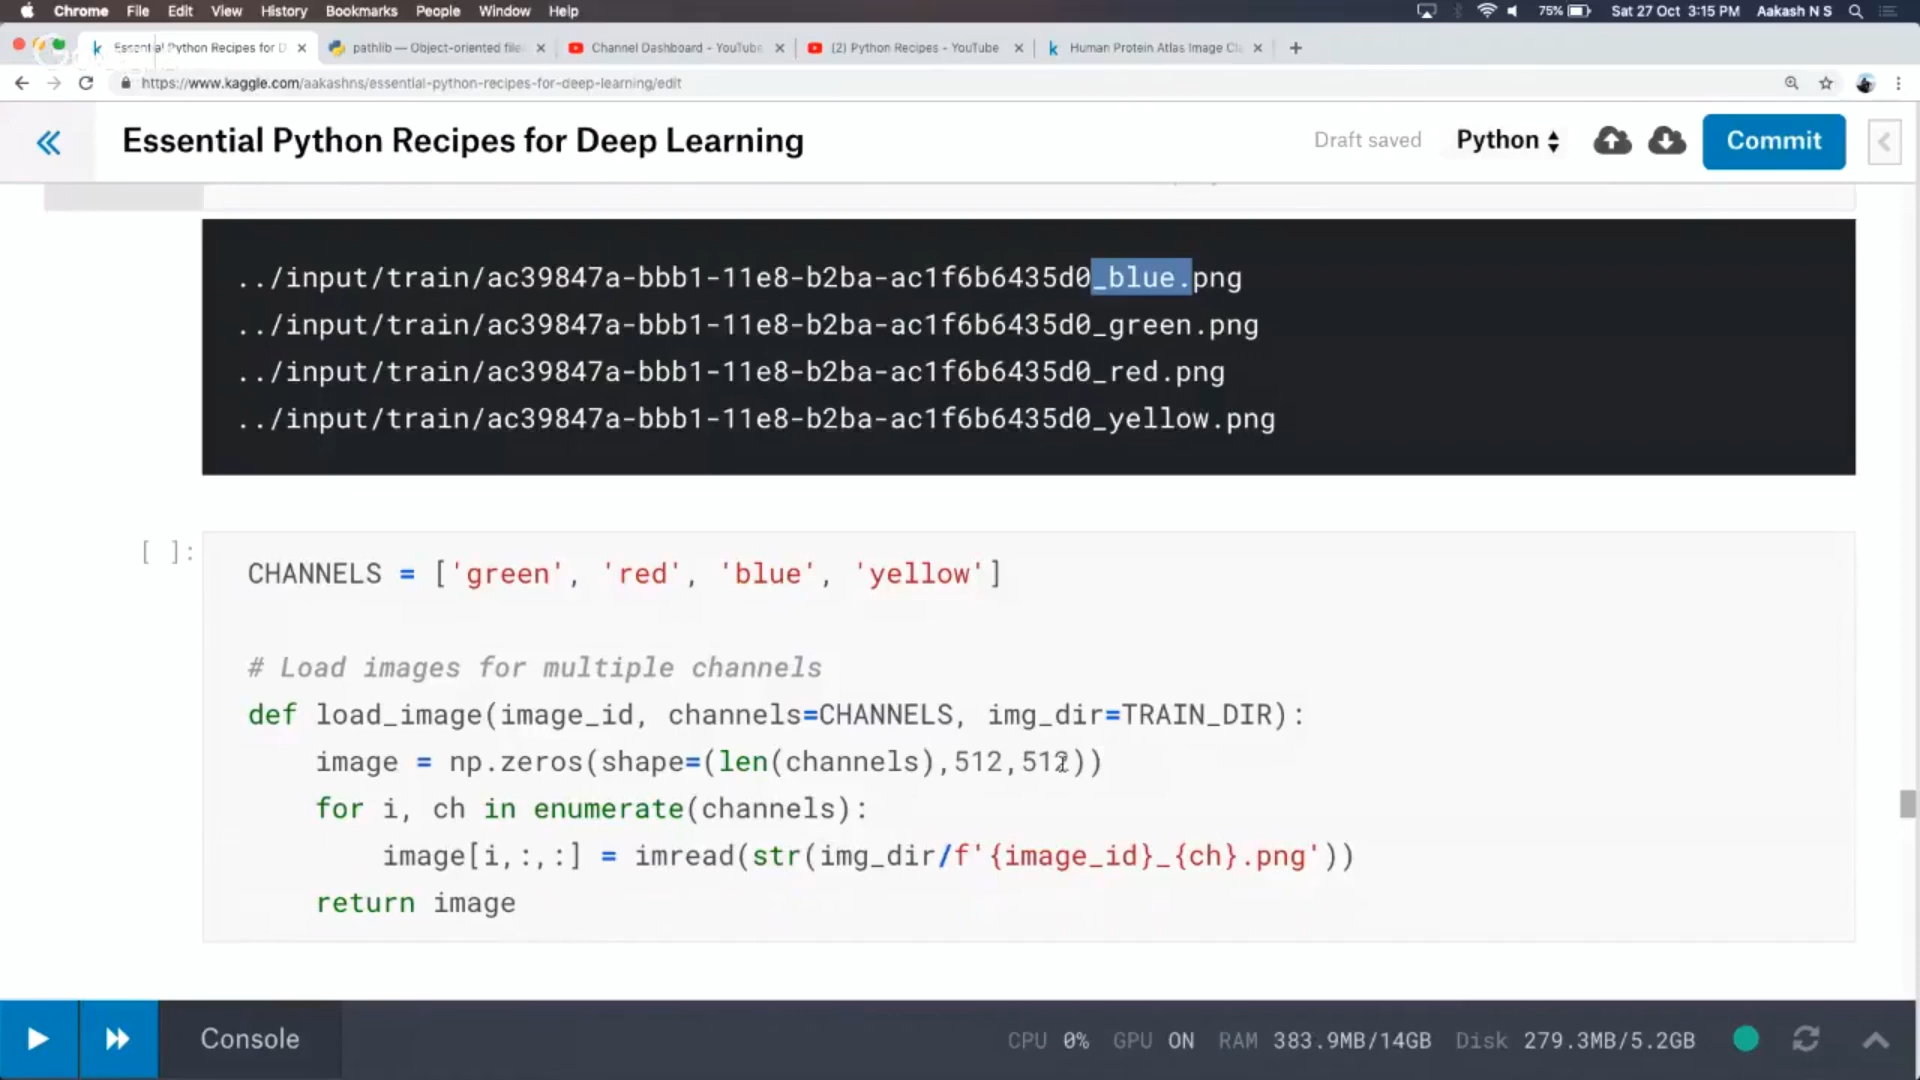 Chrome File Edit View History Bookmarks People Window Help 75% Sat 27 Oct 3:15 PM Aakash N S
Essential Python Recipes for D pathlib — Object-oriented file Channel Dashboard - YouTube (2) Python Recipes - YouTube Human Protein Atlas Image Cl
https://www.kaggle.com/aakashns/essential-python-recipes-for-deep-learning/edit
Essential Python Recipes for Deep Learning Draft saved Python Commit
../input/train/ac39847a-bbb1-11e8-b2ba-ac1f6b6435d0_blue.png
../input/train/ac39847a-bbb1-11e8-b2ba-ac1f6b6435d0_green.png
../input/train/ac39847a-bbb1-11e8-b2ba-ac1f6b6435d0_red.png
../input/train/ac39847a-bbb1-11e8-b2ba-ac1f6b6435d0_yellow.png
[ ]:
CHANNELS = ['green', 'red', 'blue', 'yellow']
# Load images for multiple channels
def load_image(image_id, channels=CHANNELS, img_dir=TRAIN_DIR):
    image = np.zeros(shape=(len(channels),512,512))
    for i, ch in enumerate(channels):
        image[i,:,:] = imread(str(img_dir/f'{image_id}_{ch}.png'))
    return image
Console CPU 0% GPU ON RAM 383.9MB/14GB Disk 279.3MB/5.2GB